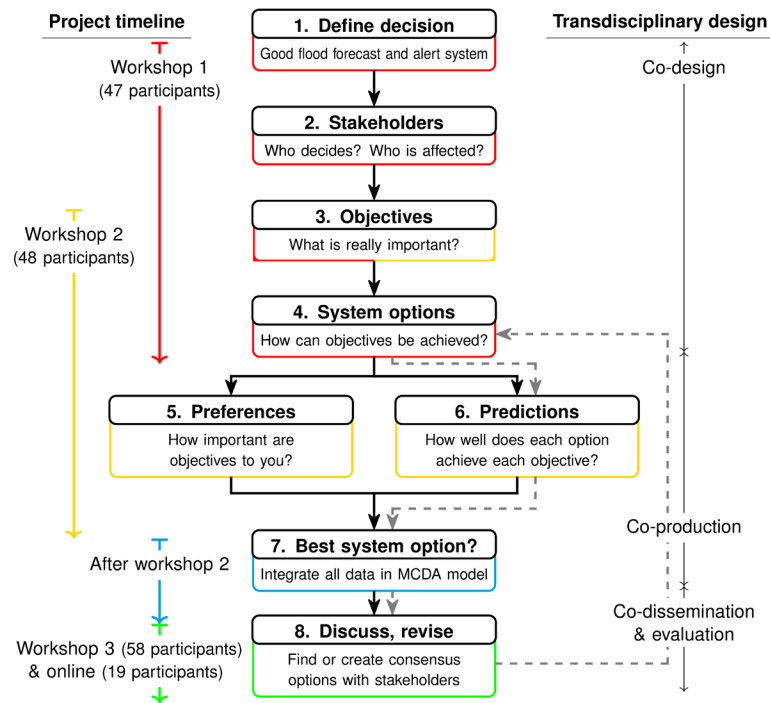 Project timeline
Workshop 1
(47 participants)
Workshop 2
(48 participants)
After workshop 2
Workshop 3 (58 participants)
& online (19 participants)
1. Define decision
Good flood forecast and alert system
2. Stakeholders
Who decides? Who is affected?
3. Objectives
What is really important?
4. System options
How can objectives be achieved?
5. Preferences
How important are
objectives to you?
6. Predictions
How well does each option
achieve each objective?
7. Best system option?
Integrate all data in MCDA model
8. Discuss, revise
Find or create consensus
options with stakeholders
Transdisciplinary design
Co-design
Co-production
Co-dissemination
& evaluation